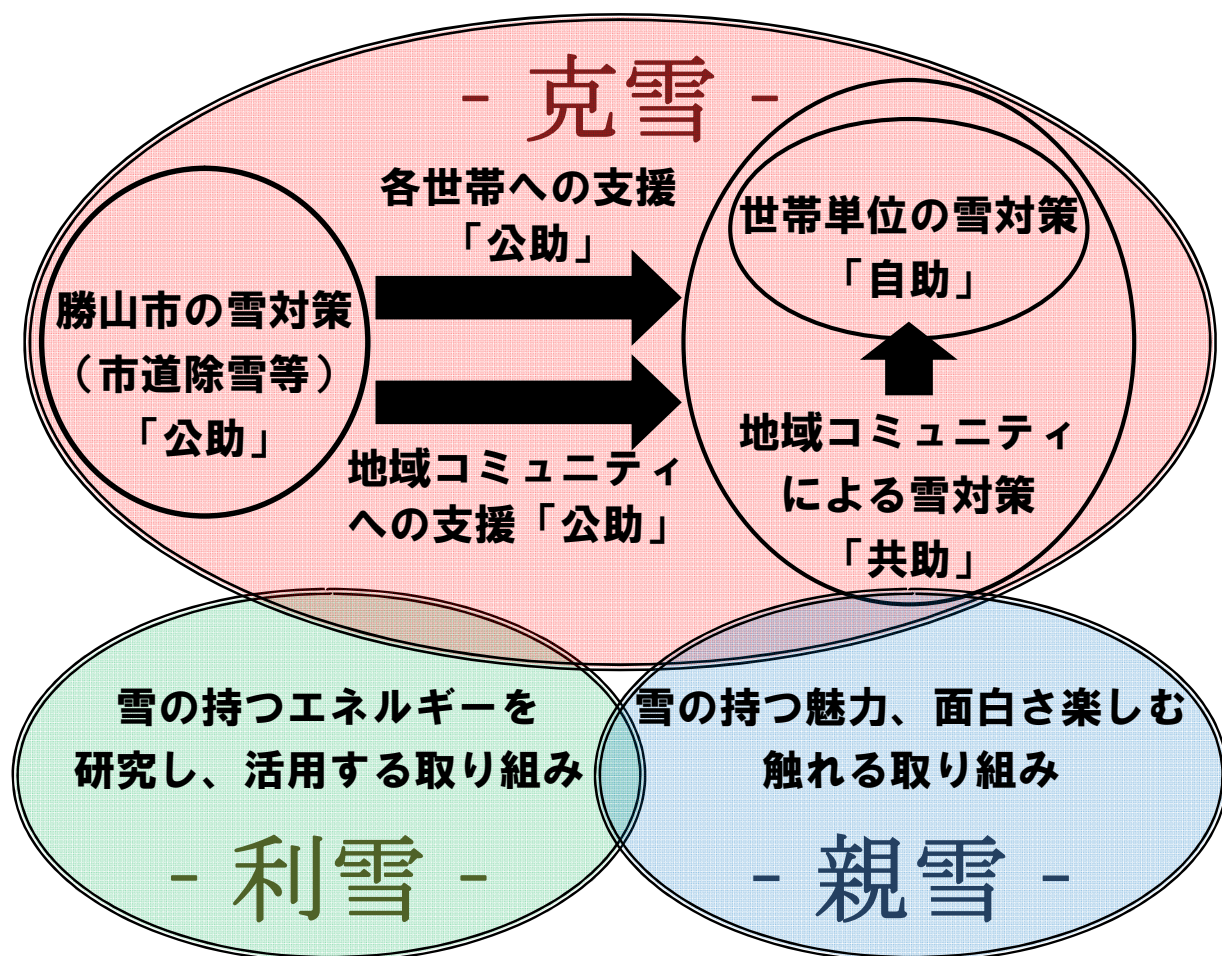 - 克雪 -
各世帯への支援
「公助」
世帯単位の雪対策
「自助」
勝山市の雪対策
（市道除雪等）
「公助」
地域コミュニティ
への支援「公助」
地域コミュニティ
による雪対策
「共助」
雪の持つエネルギーを
研究し、活用する取り組み
- 利雪 -
雪の持つ魅力、面白さ楽しむ
触れる取り組み
- 親雪 -